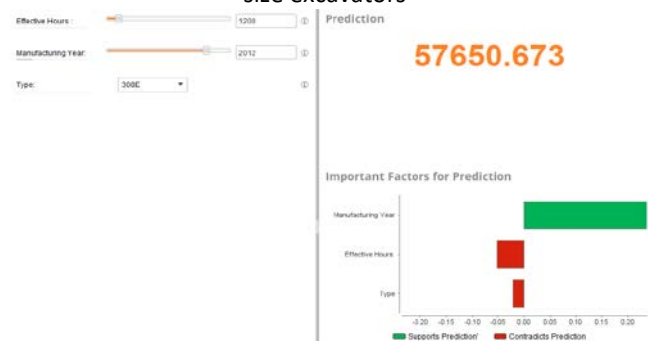 size excavators
Effective Hours :
1208
Prediction
Manufacturing Year:
2012
57650.673
Type:
308E
Important Factors for Prediction
Manufacturing Year
Effective Hours
Type
-0.20 -0.15 -0.10 -0.05 0.00 0.05 0.10 0.15 0.20
Supports Prediction Contradicts Prediction